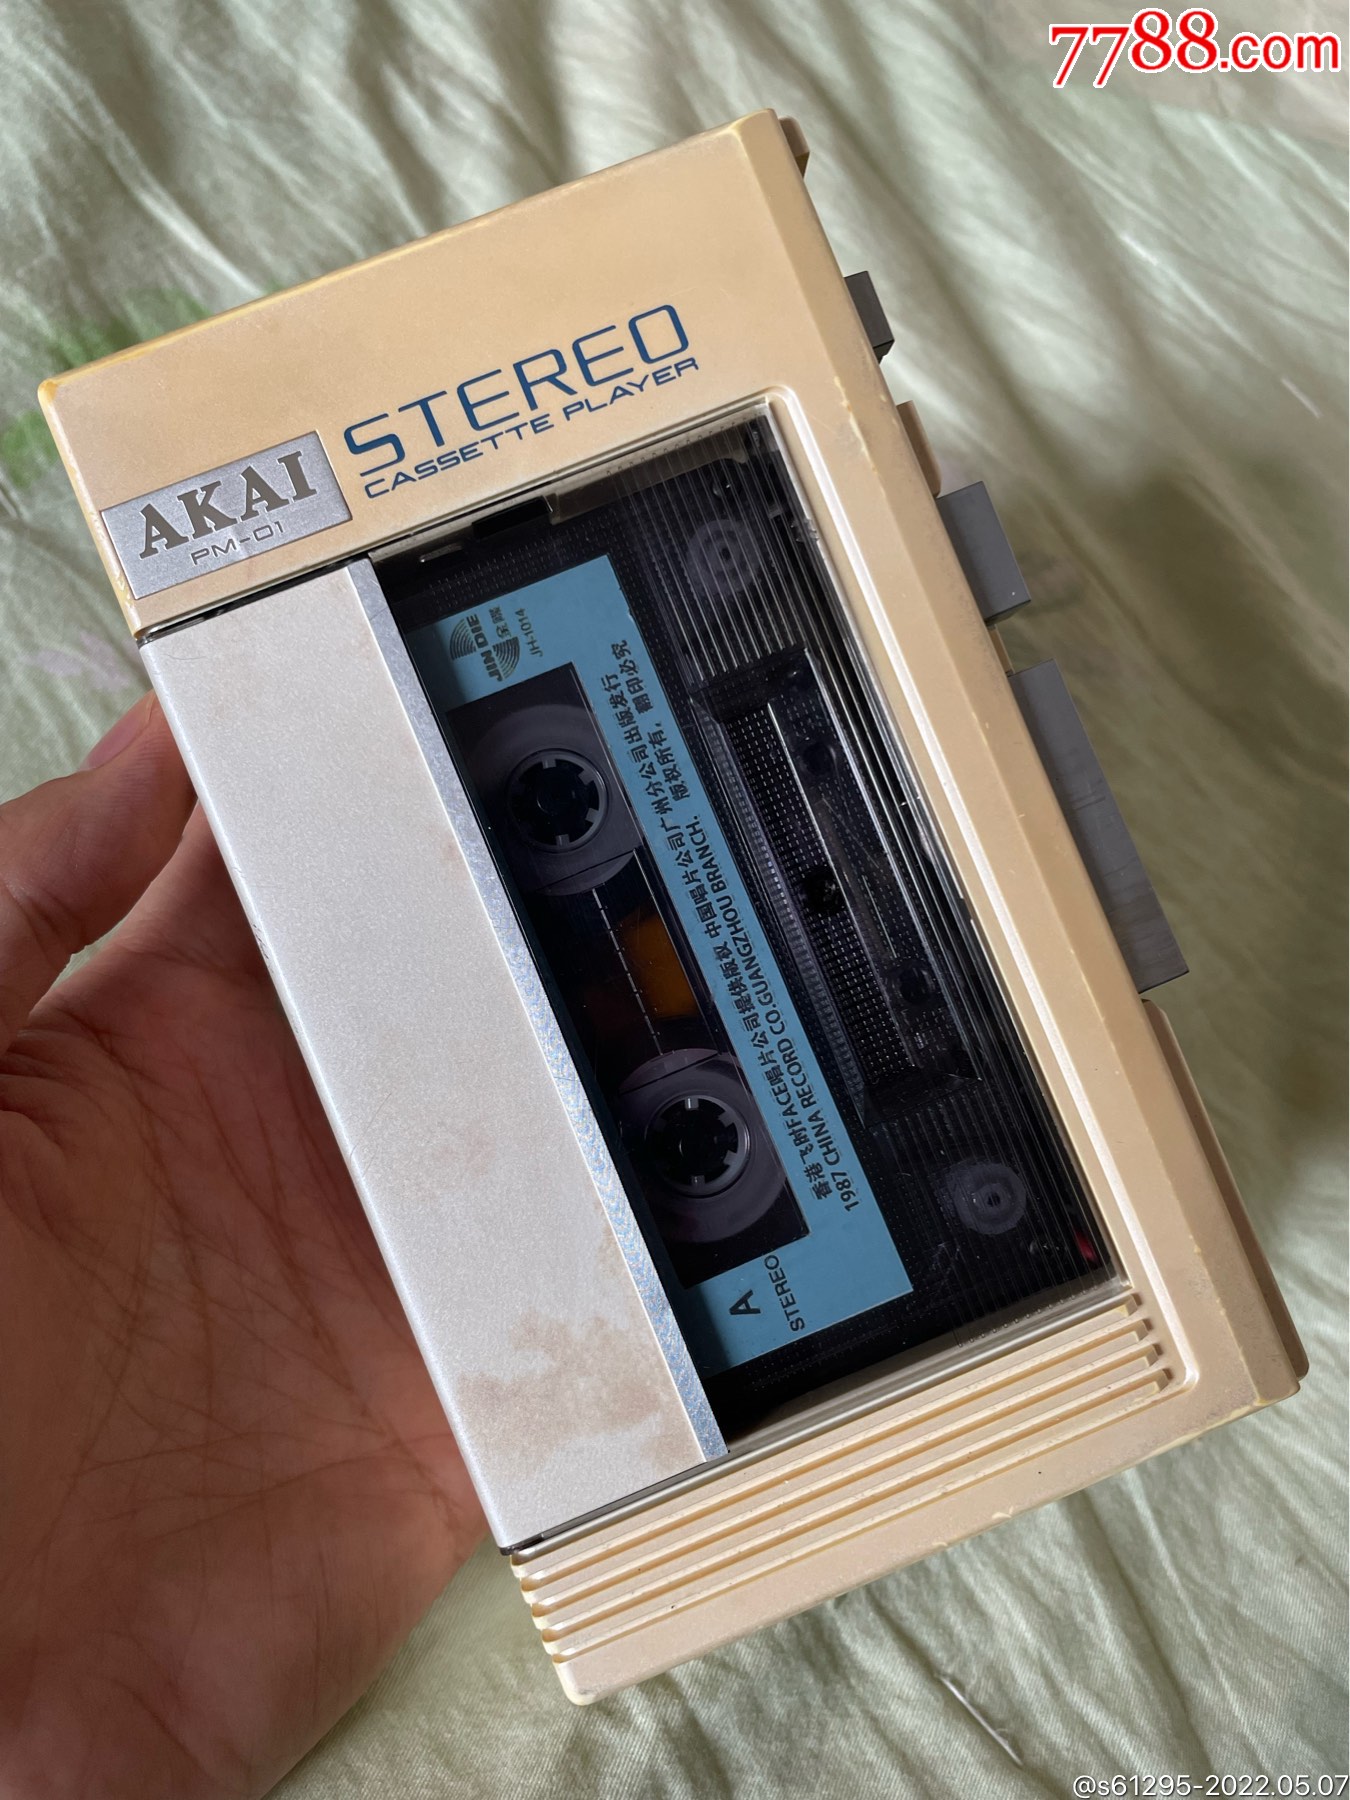 7788.com
STEREO
CASSETTE PLAYER
AKAI
PM-01
JIN DIE
JH-1014
香港飞时FACE唱片公司提供版权 中国唱片公司广州分公司出版发行
1987 CHINA RECORD CO.GUANGZHOU BRANCH. 版权所有，翻印必究
A
STEREO
@s61295-2022.05.07